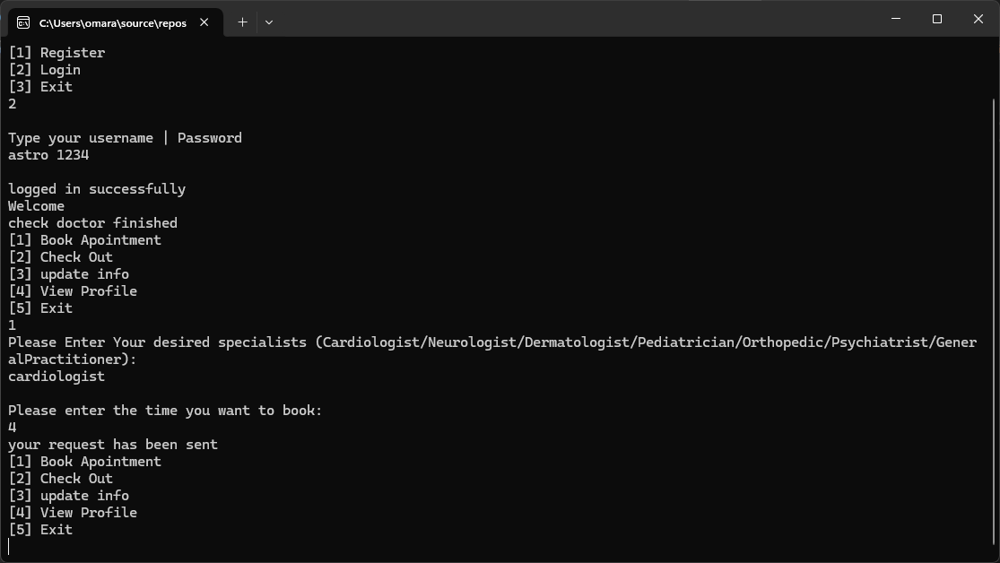 C:\Users\omara\source\repos
[1] Register
[2] Login
[3] Exit
2
Type your username | Password
astro 1234
logged in successfully
Welcome
check doctor finished
[1] Book Apointment
[2] Check Out
[3] update info
[4] View Profile
[5] Exit
1
Please Enter Your desired specialists (Cardiologist/Neurologist/Dermatologist/Pediatrician/Orthopedic/Psychiatrist/Gener
alPractitioner):
cardiologist
Please enter the time you want to book:
4
your request has been sent
[1] Book Apointment
[2] Check Out
[3] update info
[4] View Profile
[5] Exit